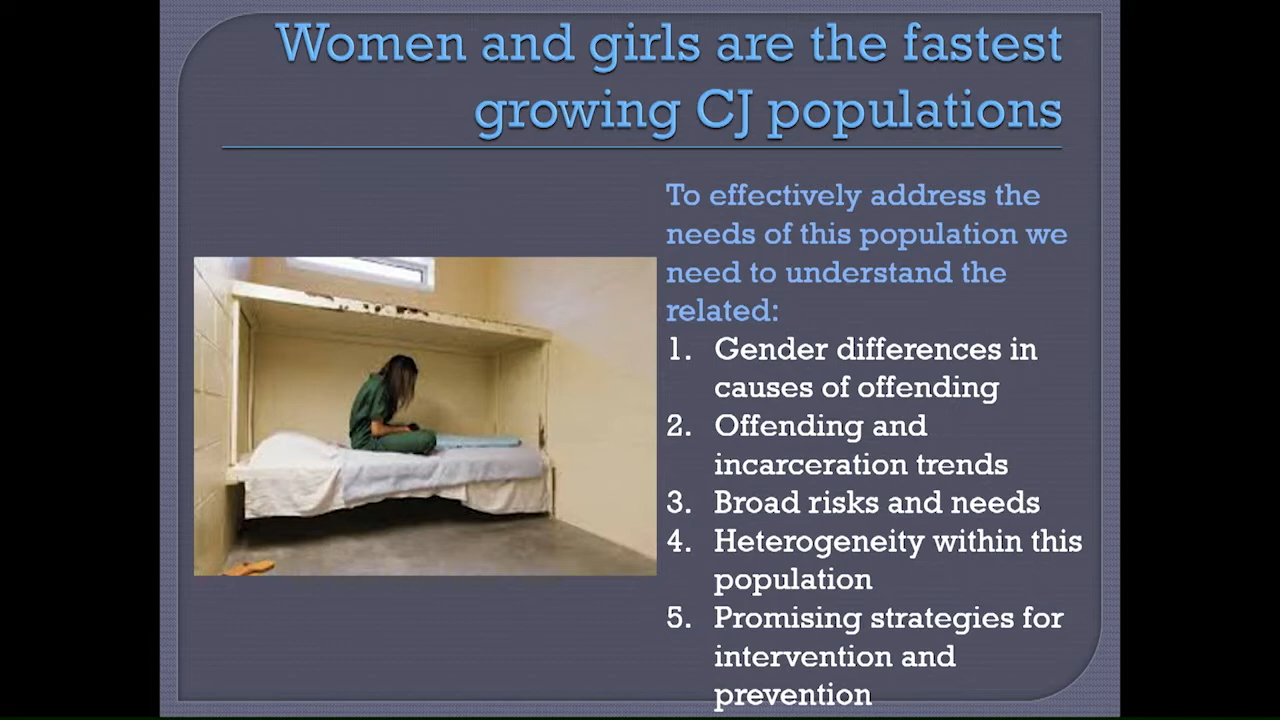 Women and girls are the fastest
growing CJ populations
To effectively address the
needs of this population we
need to understand the
related:
1. Gender differences in
causes of offending
2. Offending and
incarceration trends
3. Broad risks and needs
4. Heterogeneity within this
population
5. Promising strategies for
intervention and
prevention